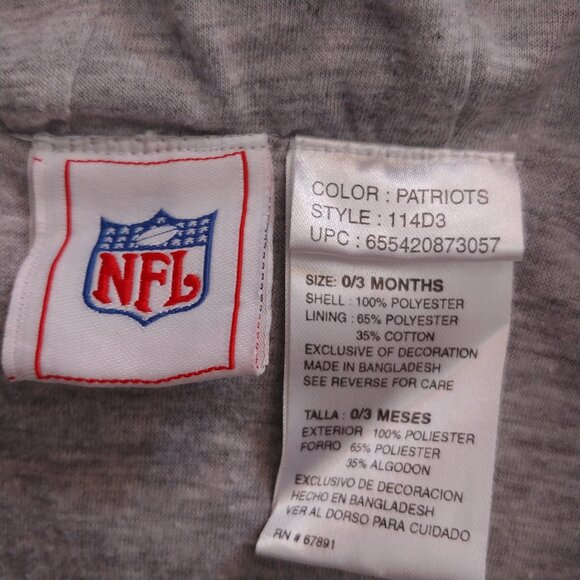 NFL
COLOR : PATRIOTS
STYLE : 114D3
UPC : 655420873057
SIZE: 0/3 MONTHS
SHELL : 100% POLYESTER
LINING : 65% POLYESTER
35% COTTON
EXCLUSIVE OF DECORATION
MADE IN BANGLADESH
SEE REVERSE FOR CARE
TALLA : 0/3 MESES
EXTERIOR 100% POLIESTER
FORRO : 65% POLIESTER
35% ALGODON
EXCLUSIVO DE DECORACION
HECHO EN BANGLADESH
VER AL DORSO PARA CUIDADO
RN # 67891